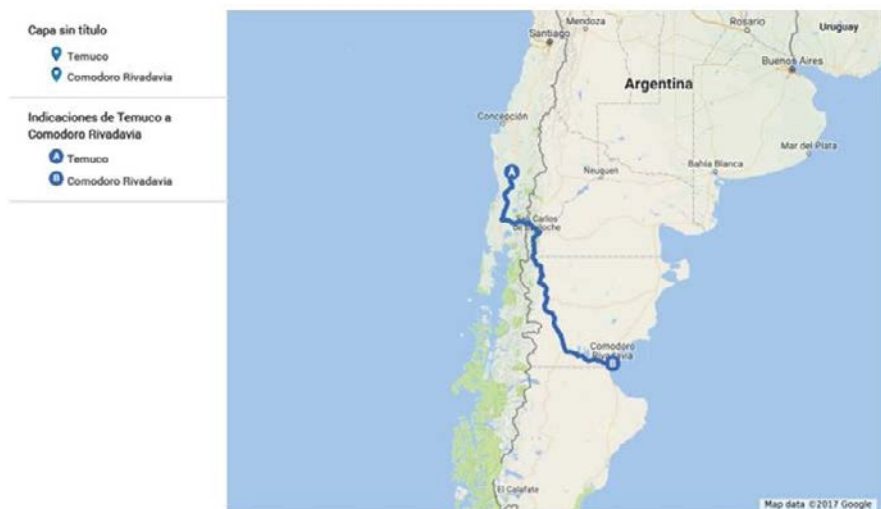 Capa sin título
Temuco
Comodoro Rivadavia
Indicaciones de Temuco a
Comodoro Rivadavia
A Temuco
B Comodoro Rivadavia
Mendoza
Santiago
Rosario
Uruguay
Buenos Aires
Argentina
Concepción
Mar del Plata
A
Neuquen
Bahía Blanca
San Carlos
de Bariloche
Comodoro
Rivadavia
B
El Calafate
Map data ©2017 Google